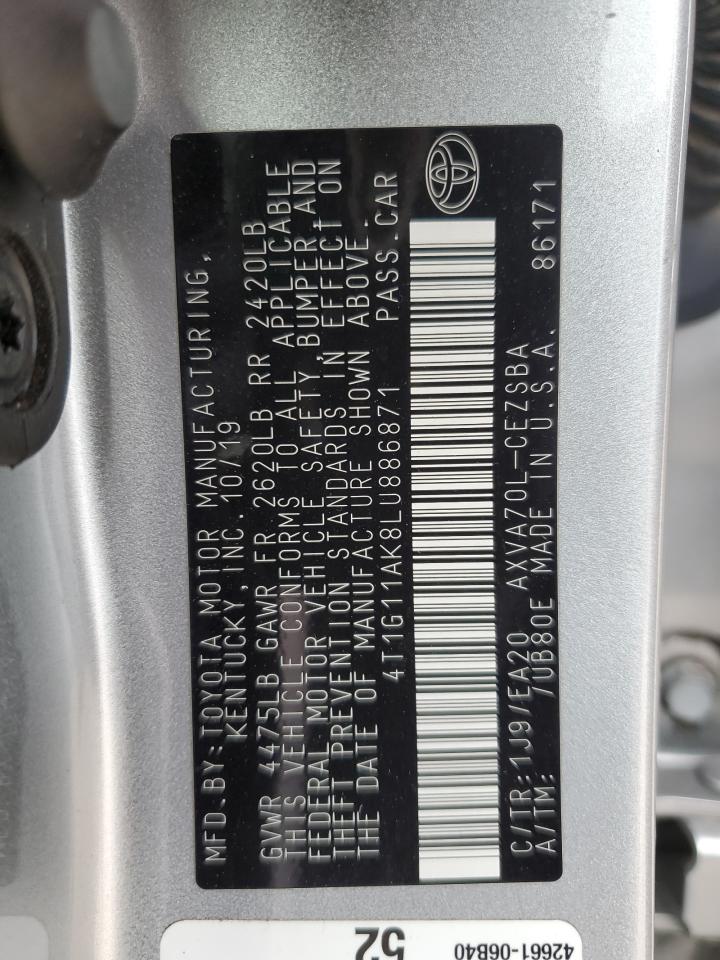 MFD.BY:TOYOTA MOTOR MANUFACTURING,
KENTUCKY,INC. 10/19
GVWR 4475LB GAWR FR 2620LB RR 2420LB
THIS VEHICLE CONFORMS TO ALL APPLICABLE
FEDERAL MOTOR VEHICLE SAFETY,BUMPER,AND
THEFT PREVENTION STANDARDS IN EFFECT ON
THE DATE OF MANUFACTURE SHOWN ABOVE.
4T1G11AK8LU886871 PASS.CAR
C/TR:1J9/EA20 AXVA70L-CEZSBA
A/TM: /UB80E MADE IN U.S.A. 86171
52
42661-06B40